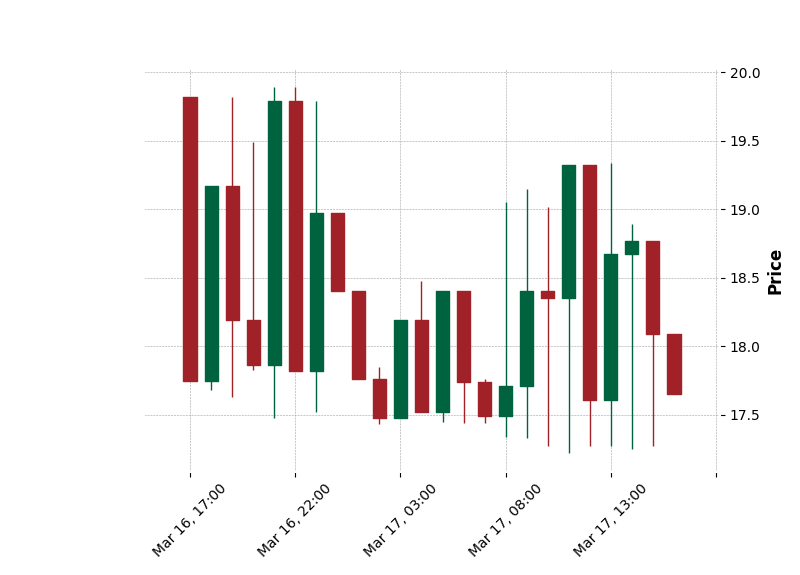 20.0
19.5
19.0
18.5
18.0
17.5
Price
Mar 16, 17:00
Mar 16, 22:00
Mar 17, 03:00
Mar 17, 08:00
Mar 17, 13:00